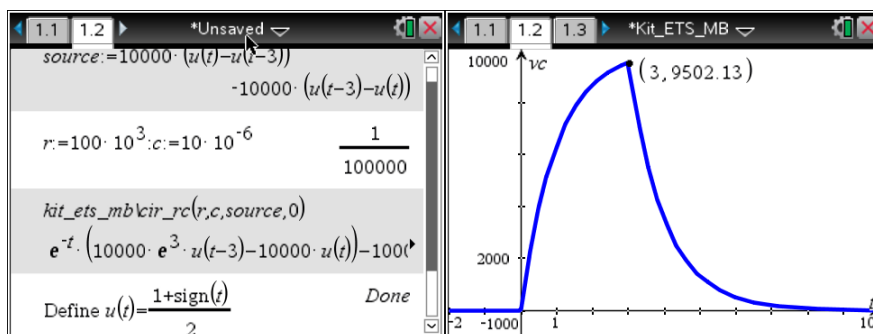 1.1 1.2 *Unsaved
source:=10000·(u(t)−u(t−3))
-10000·(u(t−3)−u(t))
r:=100·10³:c:=10·10⁻⁶
1
100000
kit_ets_mb\cir_rc(r,c,source,0)
e⁻ᵗ·(10000·e³·u(t−3)−10000·u(t))−1000
Define u(t)=1+sign(t)
2
Done
1.1 1.2 1.3 *Kit_ETS_MB
10000 vc
(3,9502.13)
2000
-2 -1000 1 10